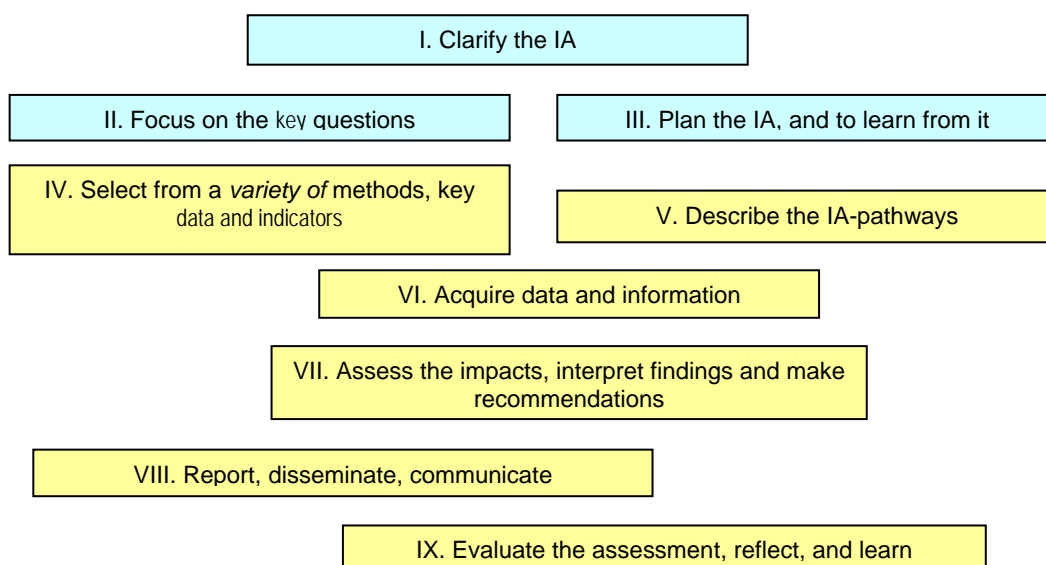 I. Clarify the IA
II. Focus on the key questions
III. Plan the IA, and to learn from it
IV. Select from a variety of methods, key
data and indicators
V. Describe the IA-pathways
VI. Acquire data and information
VII. Assess the impacts, interpret findings and make
recommendations
VIII. Report, disseminate, communicate
IX. Evaluate the assessment, reflect, and learn